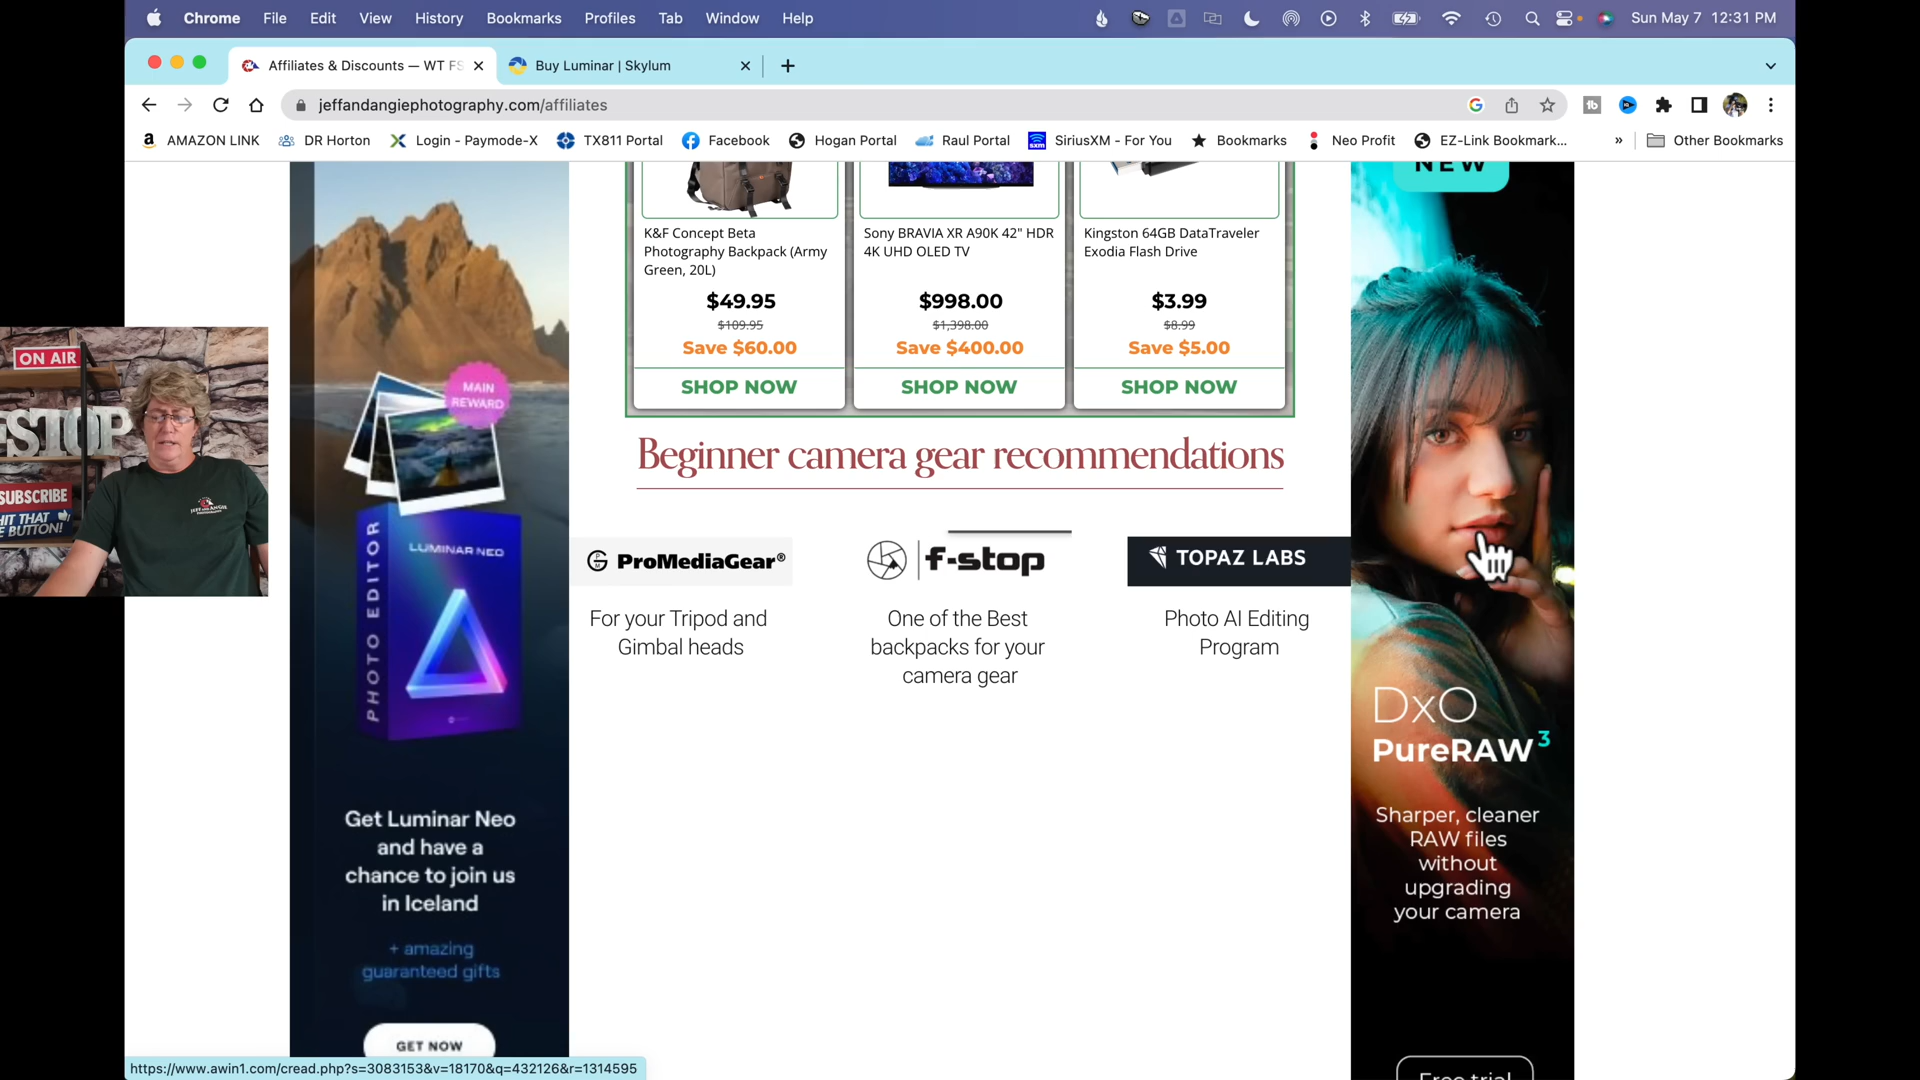 Chrome File Edit View History Bookmarks Profiles Tab Window Help
Sun May 7 12:31 PM
Affiliates & Discounts — WT FS
Buy Luminar | Skylum
jeffandangiephotography.com/affiliates
AMAZON LINK DR Horton Login - Paymode-X TX811 Portal Facebook Hogan Portal Raul Portal SiriusXM - For You Bookmarks Neo Profit EZ-Link Bookmark... » Other Bookmarks
NEW
K&F Concept Beta
Photography Backpack (Army
Green, 20L)
$49.95
$109.95
Save $60.00
SHOP NOW
Sony BRAVIA XR A90K 42" HDR
4K UHD OLED TV
$998.00
$1,398.00
Save $400.00
SHOP NOW
Kingston 64GB DataTraveler
Exodia Flash Drive
$3.99
$8.99
Save $5.00
SHOP NOW
Beginner camera gear recommendations
ProMediaGear®
For your Tripod and
Gimbal heads
f-stop
One of the Best
backpacks for your
camera gear
TOPAZ LABS
Photo AI Editing
Program
MAIN
REWARD
PHOTO EDITOR
LUMINAR NEO
Get Luminar Neo
and have a
chance to join us
in Iceland
+ amazing
guaranteed gifts
GET NOW
DxO
PureRAW 3
Sharper, cleaner
RAW files
without
upgrading
your camera
Free trial
ON AIR
STOP
SUBSCRIBE
HIT THAT
BUTTON!
https://www.awin1.com/cread.php?s=3083153&v=18170&q=432126&r=1314595